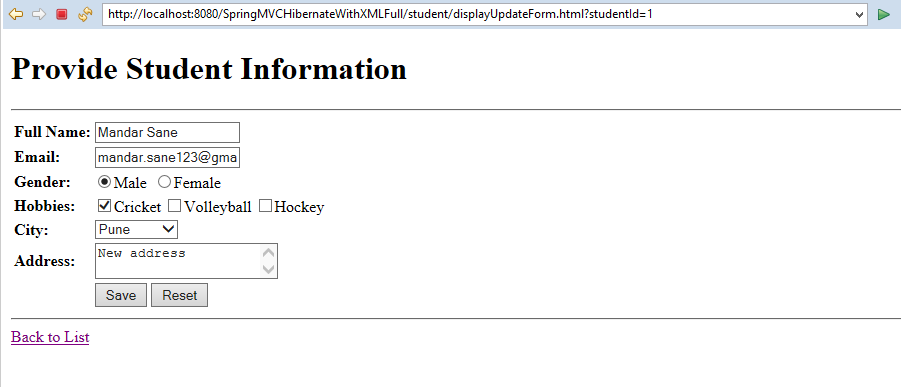 http://localhost:8080/SpringMVCHibernateWithXMLFull/student/displayUpdateForm.html?studentId=1
Provide Student Information
Full Name: Mandar Sane
Email: mandar.sane123@gma
Gender: Male Female
Hobbies: Cricket Volleyball Hockey
City: Pune
Address: New address
Save Reset
Back to List